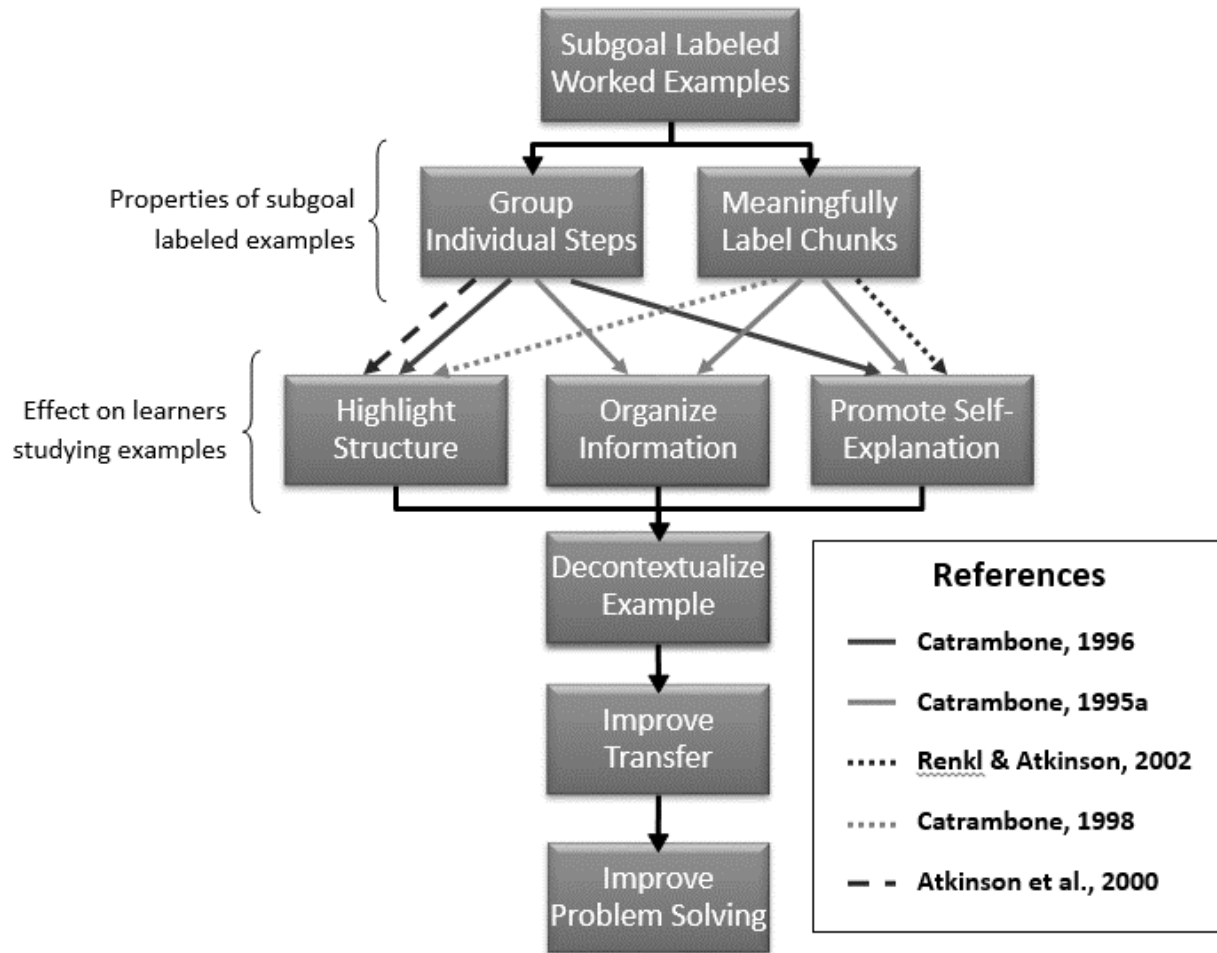 Subgoal Labeled
Worked Examples
Properties of subgoal
labeled examples
Group
Individual Steps
Meaningfully
Label Chunks
Effect on learners
studying examples
Highlight
Structure
Organize
Information
Promote Self-
Explanation
Decontextualize
Example
Improve
Transfer
Improve
Problem Solving
References
Catrambone, 1996
Catrambone, 1995a
Renkl & Atkinson, 2002
Catrambone, 1998
Atkinson et al., 2000